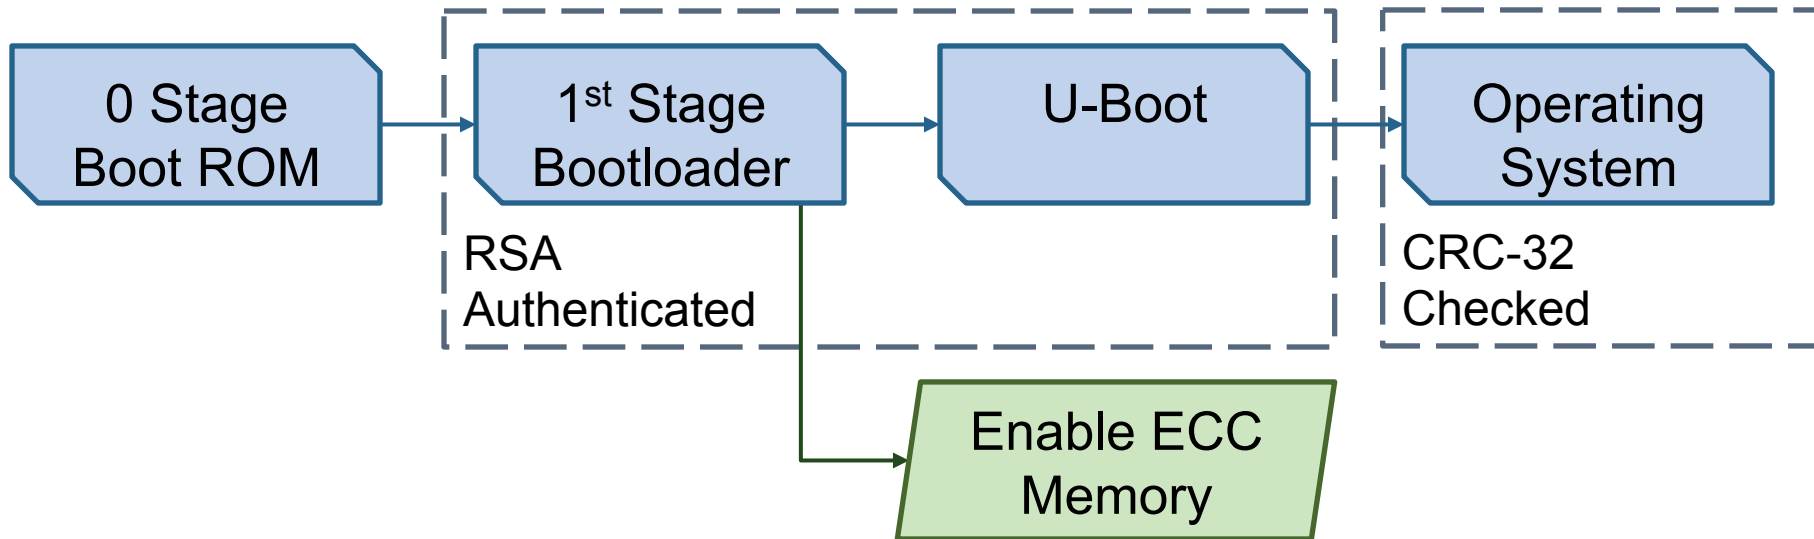 0 Stage
Boot ROM
1st Stage
Bootloader
U-Boot
Operating
System
RSA
Authenticated
CRC-32
Checked
Enable ECC
Memory